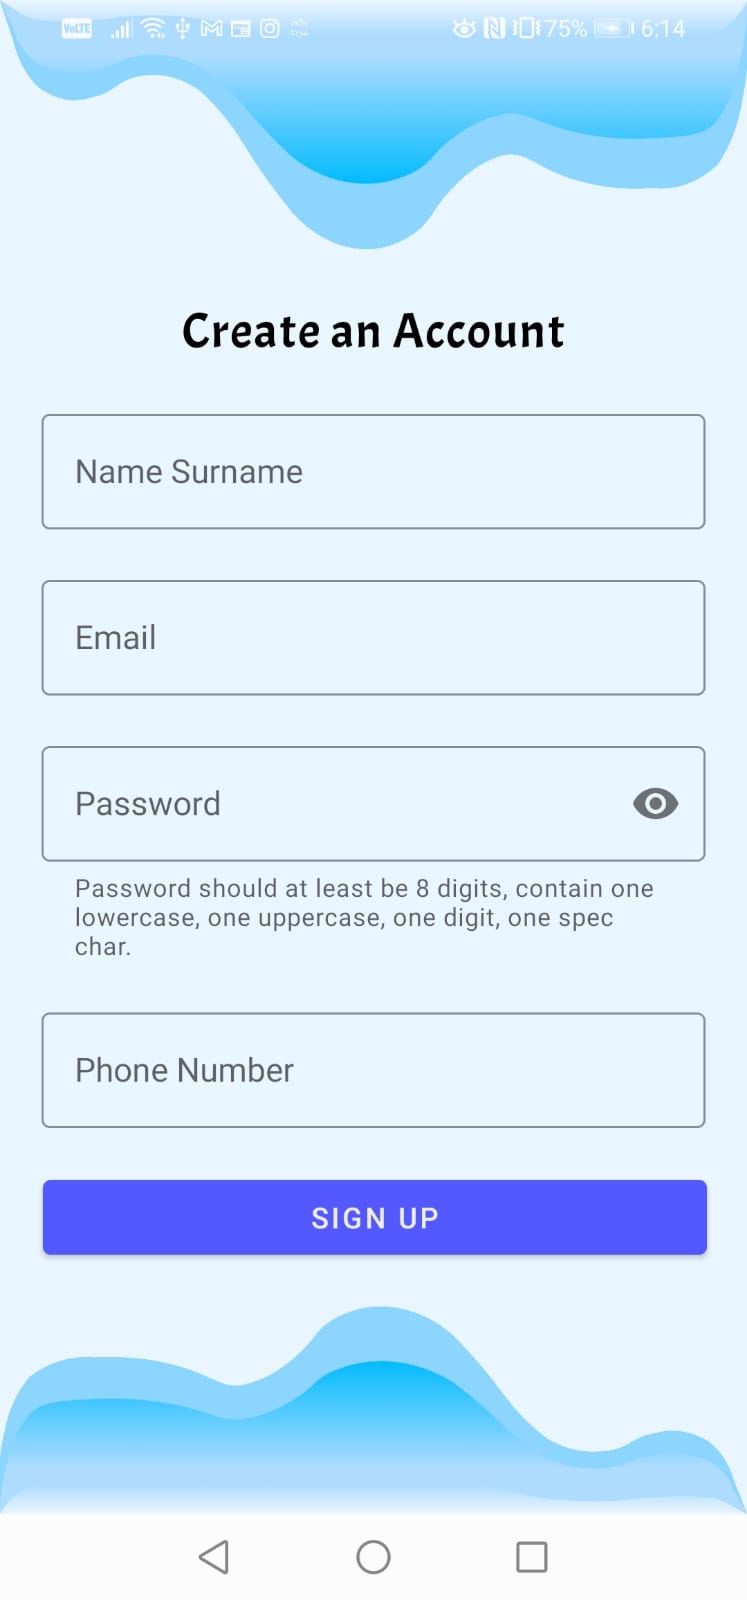 VoLTE 75% 6:14
Create an Account
Name Surname
Email
Password
Password should at least be 8 digits, contain one
lowercase, one uppercase, one digit, one spec
char.
Phone Number
SIGN UP